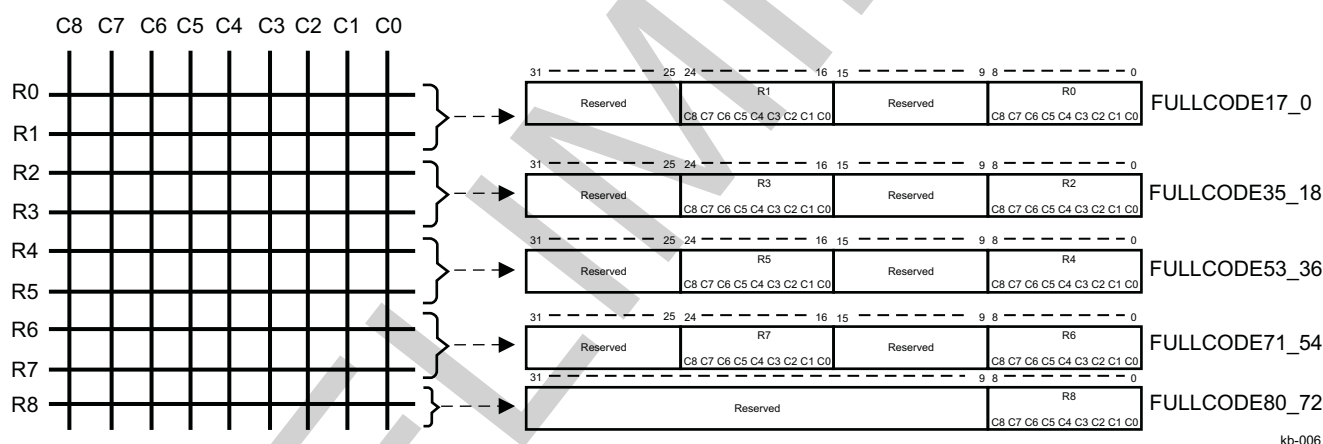 C8 C7 C6 C5 C4 C3 C2 C1 C0
R0
R1
R2
R3
R4
R5
R6
R7
R8
31 25 24 16 15 9 8 0
Reserved R1 Reserved R0
C8 C7 C6 C5 C4 C3 C2 C1 C0 C8 C7 C6 C5 C4 C3 C2 C1 C0
FULLCODE17_0
31 25 24 16 15 9 8 0
Reserved R3 Reserved R2
C8 C7 C6 C5 C4 C3 C2 C1 C0 C8 C7 C6 C5 C4 C3 C2 C1 C0
FULLCODE35_18
31 25 24 16 15 9 8 0
Reserved R5 Reserved R4
C8 C7 C6 C5 C4 C3 C2 C1 C0 C8 C7 C6 C5 C4 C3 C2 C1 C0
FULLCODE53_36
31 25 24 16 15 9 8 0
Reserved R7 Reserved R6
C8 C7 C6 C5 C4 C3 C2 C1 C0 C8 C7 C6 C5 C4 C3 C2 C1 C0
FULLCODE71_54
31 9 8 0
Reserved R8
C8 C7 C6 C5 C4 C3 C2 C1 C0
FULLCODE80_72
kb-006